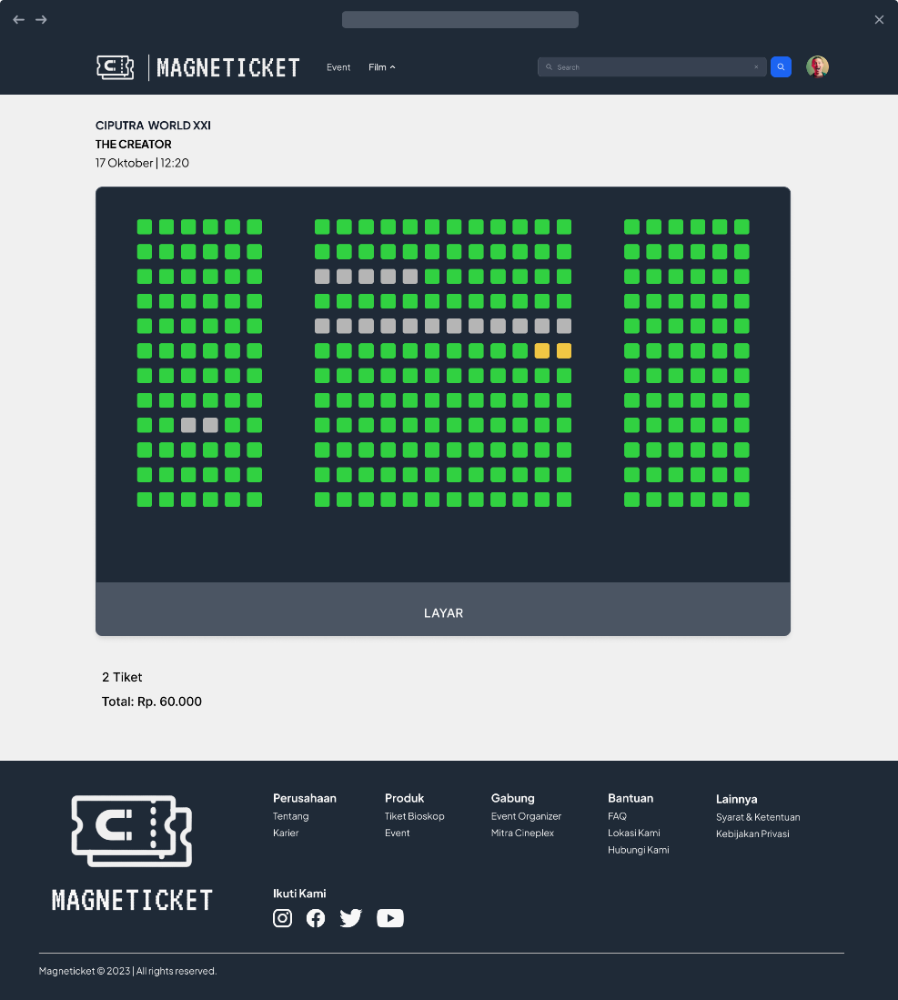 MAGNETICKET
Event
Film
Search
CIPUTRA WORLD XXI
THE CREATOR
17 Oktober | 12:20
LAYAR
2 Tiket
Total: Rp. 60.000
MAGNETICKET
Perusahaan
Tentang
Karier
Produk
Tiket Bioskop
Event
Gabung
Event Organizer
Mitra Cineplex
Bantuan
FAQ
Lokasi Kami
Hubungi Kami
Lainnya
Syarat & Ketentuan
Kebijakan Privasi
Ikuti Kami
Magneticket © 2023 | All rights reserved.